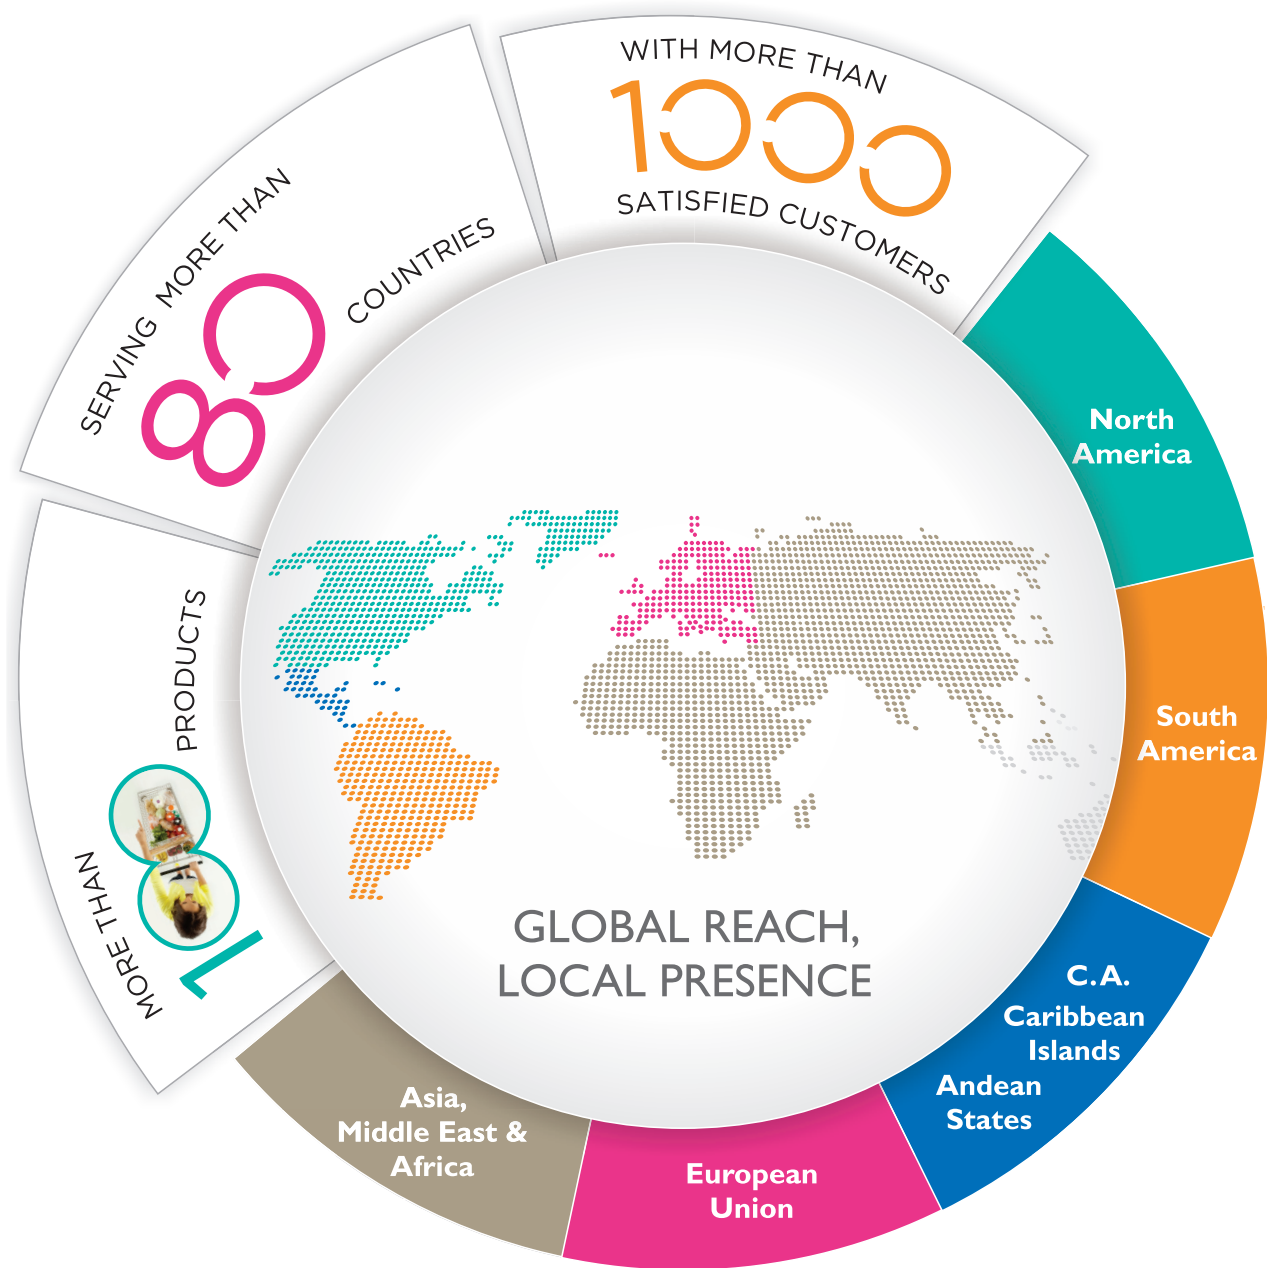 MORE THAN
100
PRODUCTS
SERVING MORE THAN
80
COUNTRIES
WITH MORE THAN
1000
SATISFIED CUSTOMERS
North
America
South
America
C.A.
Caribbean
Islands
Andean
States
European
Union
Asia,
Middle East &
Africa
GLOBAL REACH,
LOCAL PRESENCE